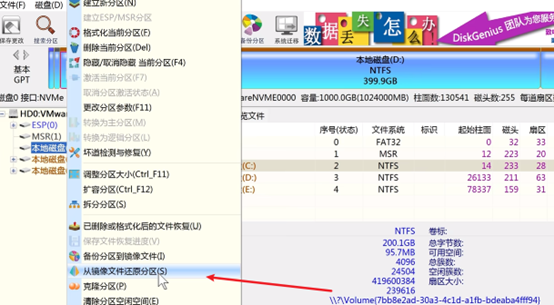 文件(F) 磁盘(D)
保存更改 搜索分区
建立新分区(N)
建立ESP/MSR分区
格式化当前分区(F)
删除当前分区(Del)
隐藏/取消隐藏 当前分区(F4)
激活当前分区(F7)
取消分区激活状态(M)
更改分区参数(F11)
转换为主分区(M)
转换为逻辑分区(L)
坏道检测与修复(Y)
调整分区大小(Ctrl_F11)
扩容分区(Ctrl_F12)
拆分分区(S)
已删除或格式化后的文件恢复(U)
保存文件恢复进度(V)
备份分区到镜像文件(I)
从镜像文件还原分区(S)
克隆分区(P)
清除分区空闲空间(E)
备份分区 系统迁移
数据丢失怎么办!
DiskGenius 团队为您服
基本
GPT
本地磁盘(D:)
NTFS
399.9GB
磁盘0 接口:NVMe
areNVME0000 容量:1000.0GB(1024000MB) 柱面数:130541 磁头数:255 每道扇区
HD0:VMwar
ESP(0)
MSR(1)
本地磁盘
本地磁盘
本地磁盘
览文件
序号(状态) 文件系统 标识 起始柱面 磁头 扇区
0 FAT32 0 32 33
1 MSR 12 223 20
(C:) 2 NTFS 14 233 28
(D:) 3 NTFS 26133 211 63
(E:) 4 NTFS 78337 159 31
NTFS 卷标:
200.1GB 总字节数:
95.7MB 可用空间:
4096 总簇数:
24504 空闲簇数:
419600384 扇区大小:
239616
\\?\Volume{7bb8e2ad-30a3-4c1d-a1fb-bdeaba4fff94}